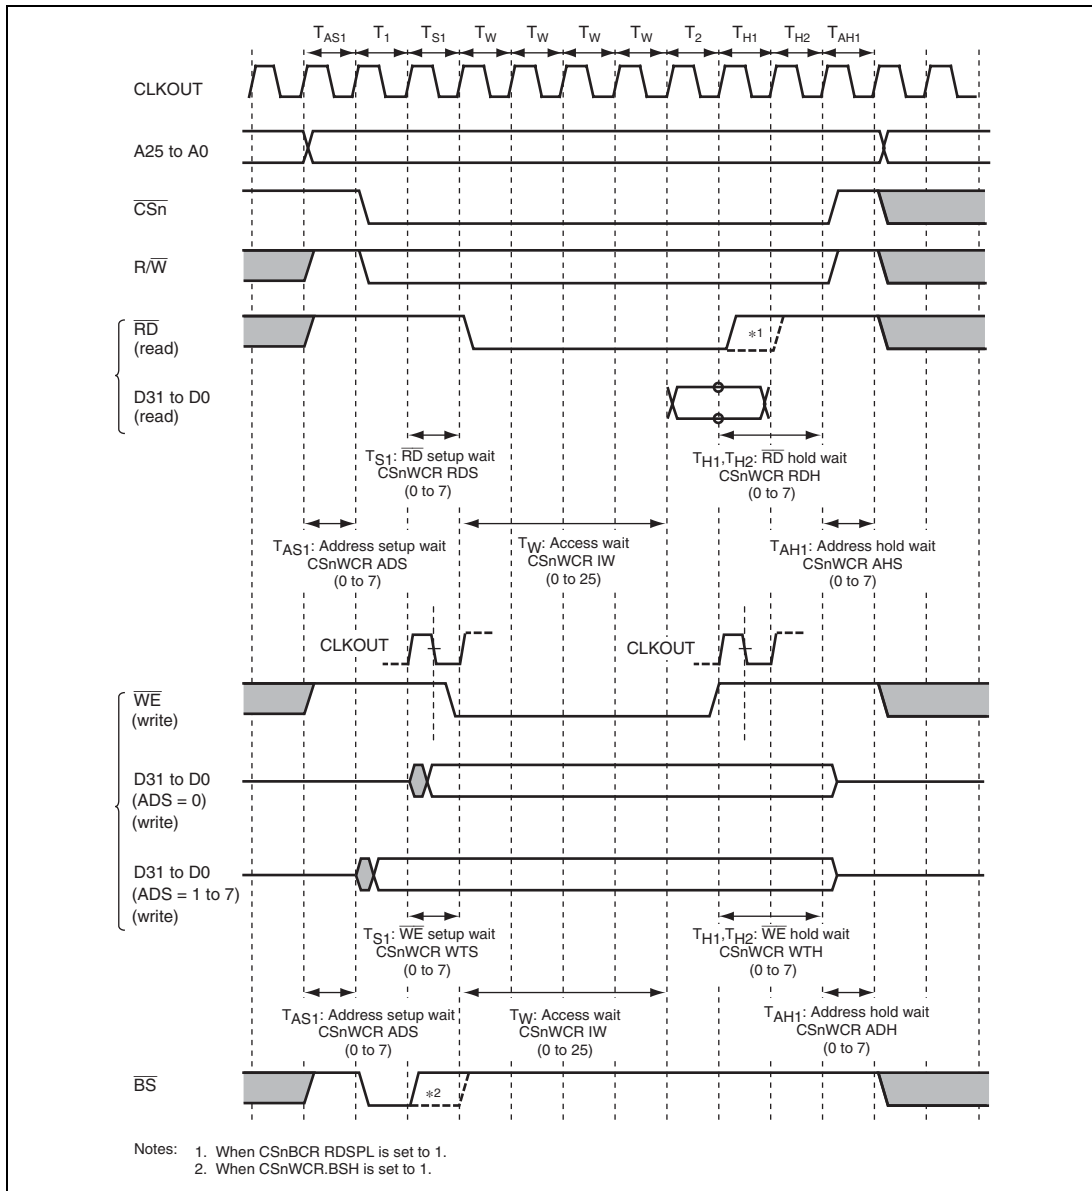 TAS1 T1 TS1 TW TW TW TW T2 TH1 TH2 TAH1
CLKOUT
A25 to A0
CSn
R/W
RD
(read)
*1
D31 to D0
(read)
TS1: RD setup wait
CSnWCR RDS
(0 to 7)
TH1,TH2: RD hold wait
CSnWCR RDH
(0 to 7)
TAS1: Address setup wait
CSnWCR ADS
(0 to 7)
TW: Access wait
CSnWCR IW
(0 to 25)
TAH1: Address hold wait
CSnWCR AHS
(0 to 7)
CLKOUT
CLKOUT
WE
(write)
D31 to D0
(ADS = 0)
(write)
D31 to D0
(ADS = 1 to 7)
(write)
TS1: WE setup wait
CSnWCR WTS
(0 to 7)
TH1,TH2: WE hold wait
CSnWCR WTH
(0 to 7)
TAS1: Address setup wait
CSnWCR ADS
(0 to 7)
TW: Access wait
CSnWCR IW
(0 to 25)
TAH1: Address hold wait
CSnWCR ADH
(0 to 7)
BS
*2
Notes: 1. When CSnBCR RDSPL is set to 1.
2. When CSnWCR.BSH is set to 1.